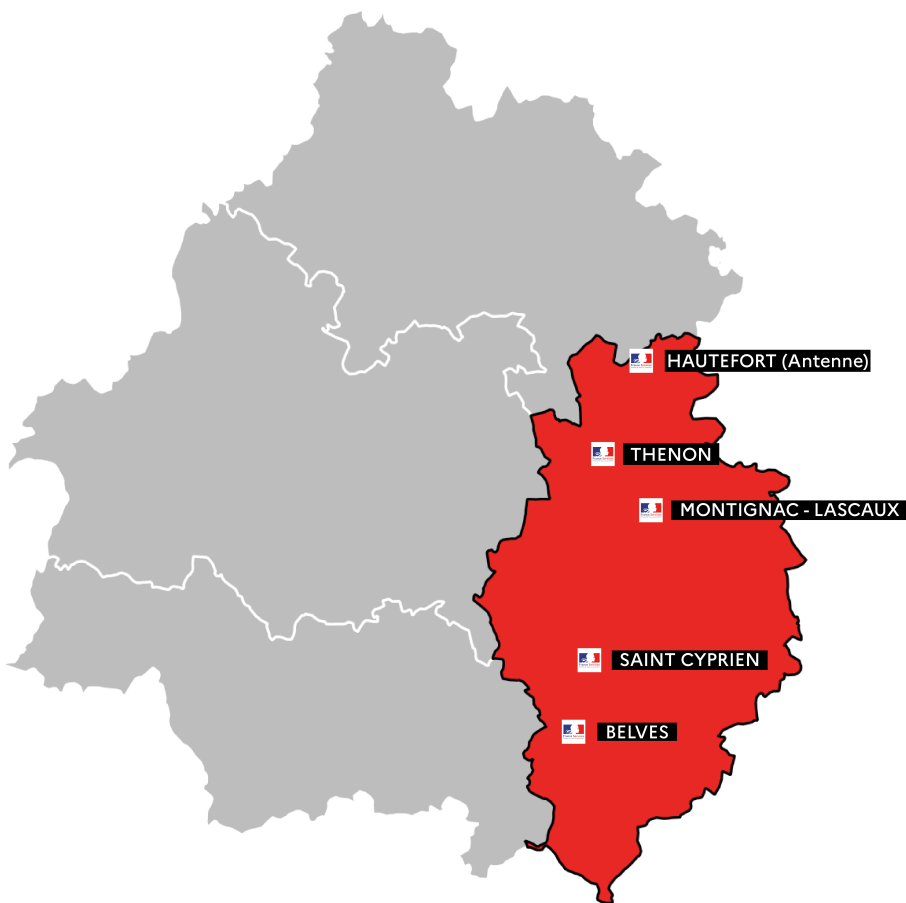 HAUTEFORT (Antenne)
THENON
MONTIGNAC - LASCAUX
SAINT CYPRIEN
BELVES